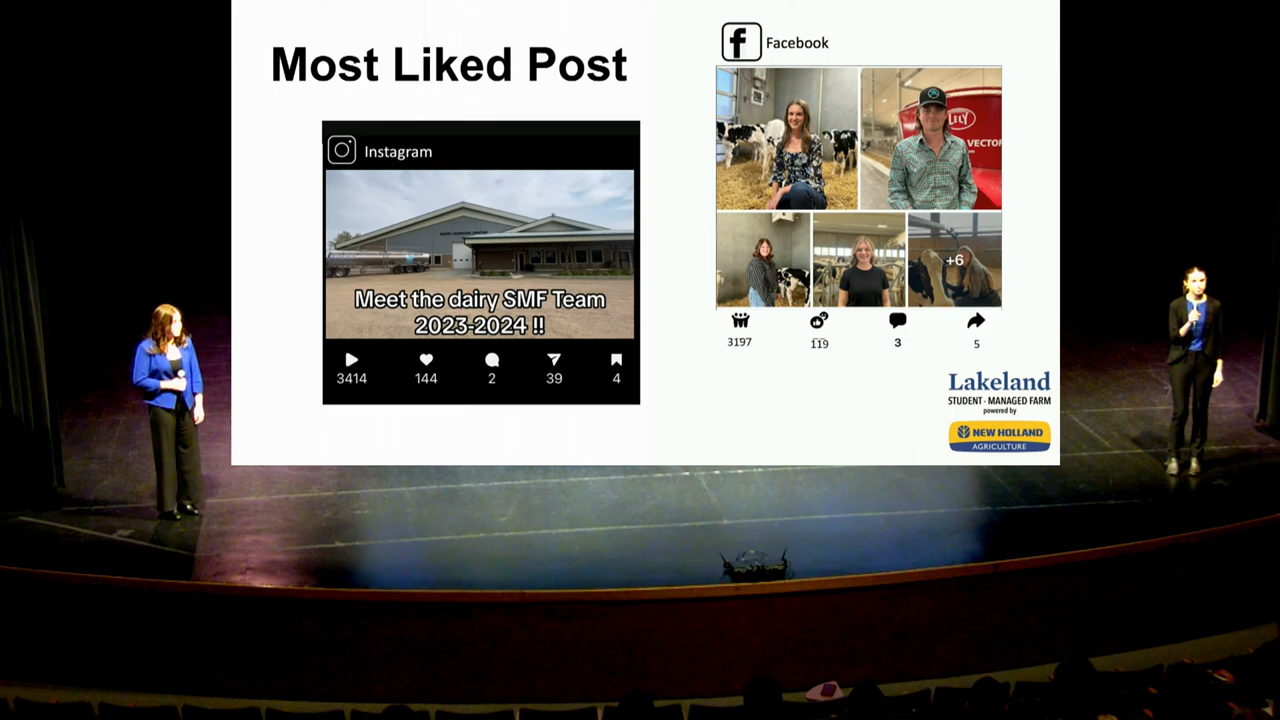 Most Liked Post
Instagram
Meet the dairy SMF Team
2023-2024 !!
3414 144 2 39 4
Facebook
LELY
VECTOR
+6
3197 119 3 5
Lakeland
STUDENT - MANAGED FARM
powered by
NEW HOLLAND
AGRICULTURE